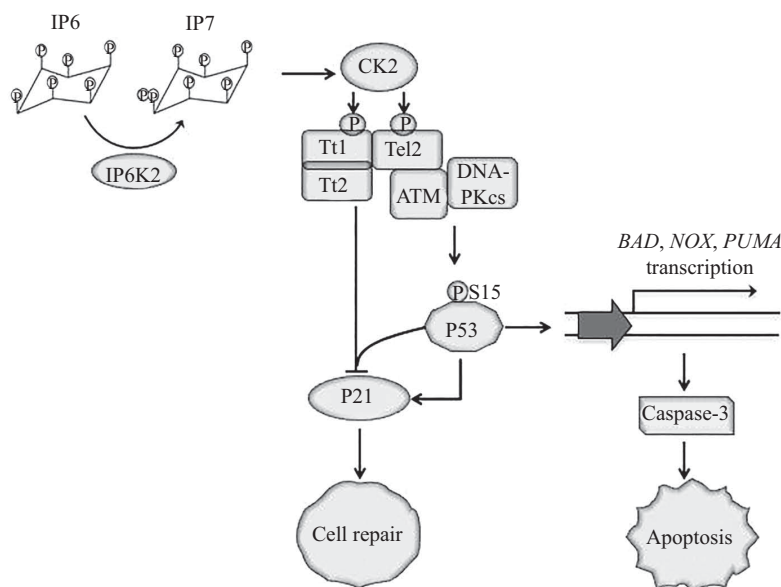 IP6
IP7
P
P
P
P
P
P
P
P
P
P
P
P
P
CK2
IP6K2
P
P
Tt1
Tel2
Tt2
ATM
DNA-
PKcs
BAD, NOX, PUMA
transcription
P S15
P53
P21
Caspase-3
Cell repair
Apoptosis